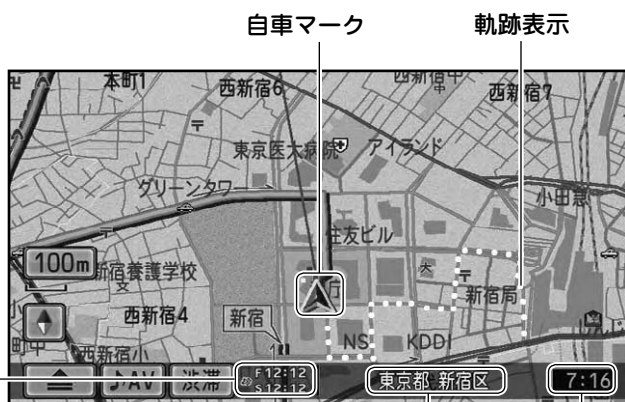 自車マーク
軌跡表示
本町1
西新宿6
西新宿中
西新宿7
東京医大病院
アイランド
グリーンタワー
小田急
住友ビル
100m
新宿養護学校
庁
新宿局
西新宿4
新宿
NS
KDDI
西新宿小
♪AV
渋滞
F12:12
S12:12
東京都 新宿区
7:16